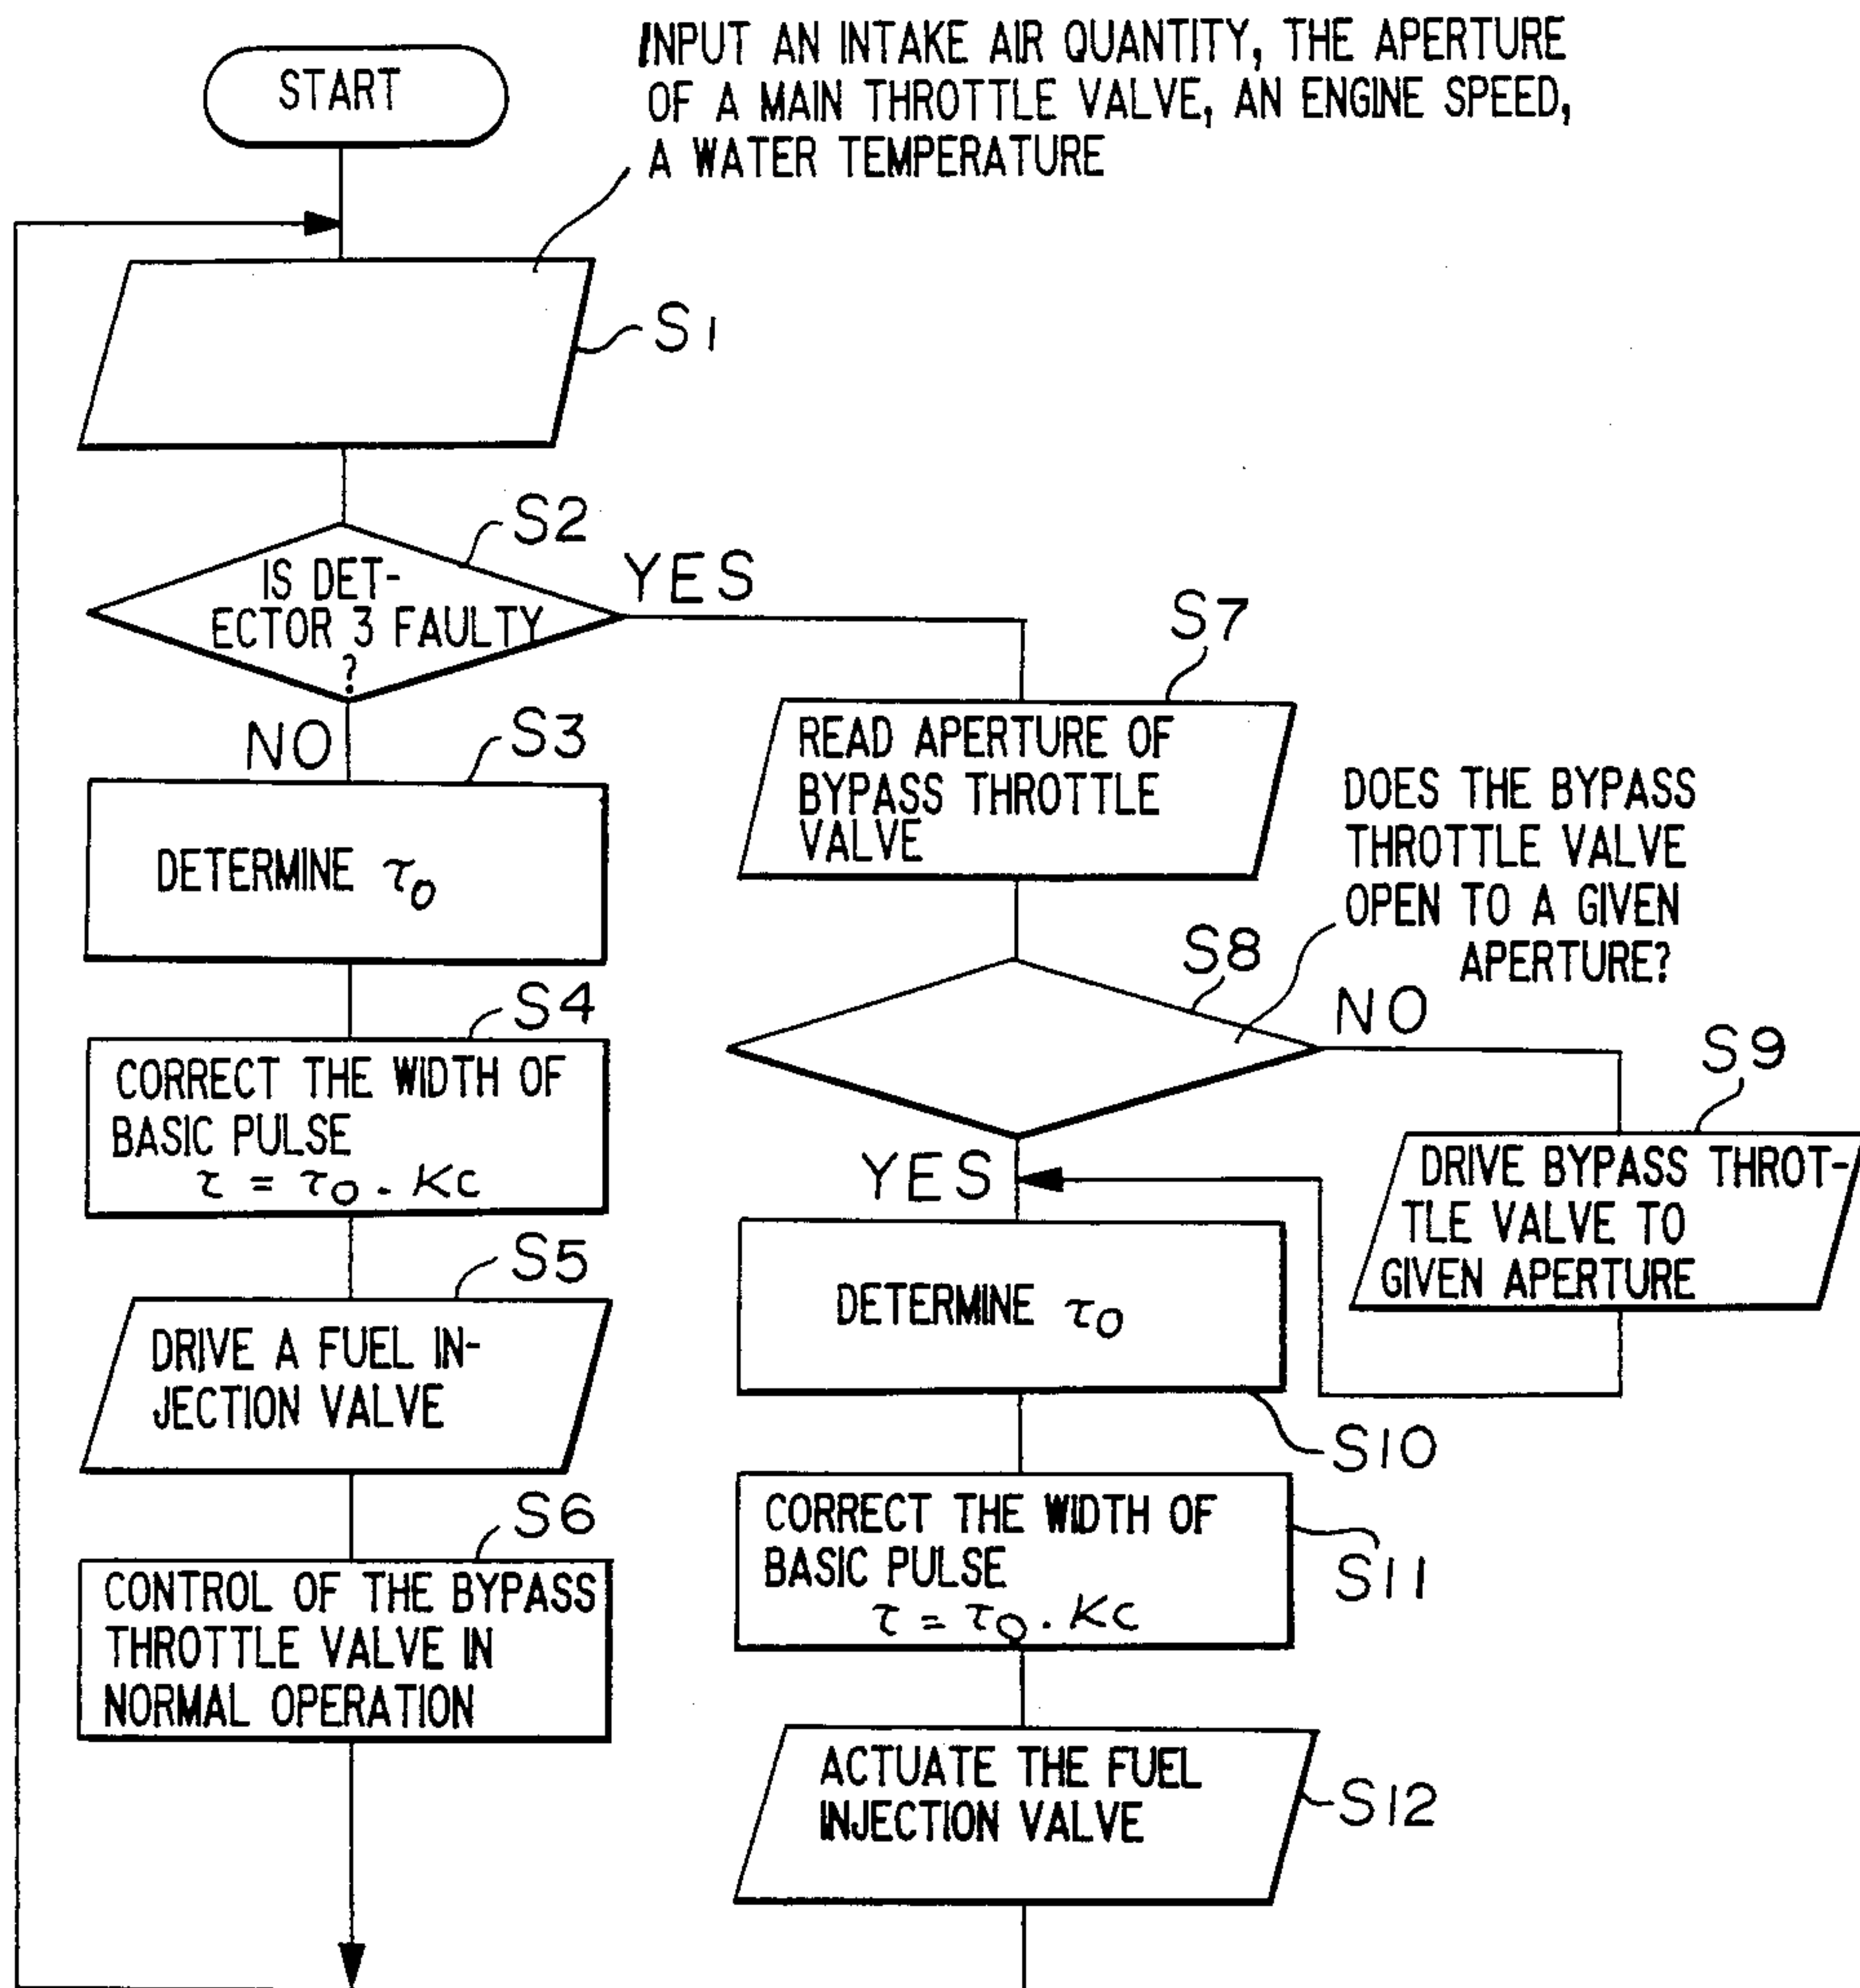 START
INPUT AN INTAKE AIR QUANTITY, THE APERTURE
OF A MAIN THROTTLE VALVE, AN ENGINE SPEED,
A WATER TEMPERATURE
S1
S2
IS DET-
ECTOR 3 FAULTY
?
YES
NO
S3
DETERMINE τ0
S4
CORRECT THE WIDTH OF
BASIC PULSE
τ = τ0 . Kc
S5
DRIVE A FUEL IN-
JECTION VALVE
S6
CONTROL OF THE BYPASS
THROTTLE VALVE IN
NORMAL OPERATION
S7
READ APERTURE OF
BYPASS THROTTLE
VALVE
S8
DOES THE BYPASS
THROTTLE VALVE
OPEN TO A GIVEN
APERTURE?
NO
YES
S9
DRIVE BYPASS THROT-
TLE VALVE TO
GIVEN APERTURE
DETERMINE τ0
S10
CORRECT THE WIDTH OF
BASIC PULSE
τ = τ0 . Kc
S11
ACTUATE THE FUEL
INJECTION VALVE
S12